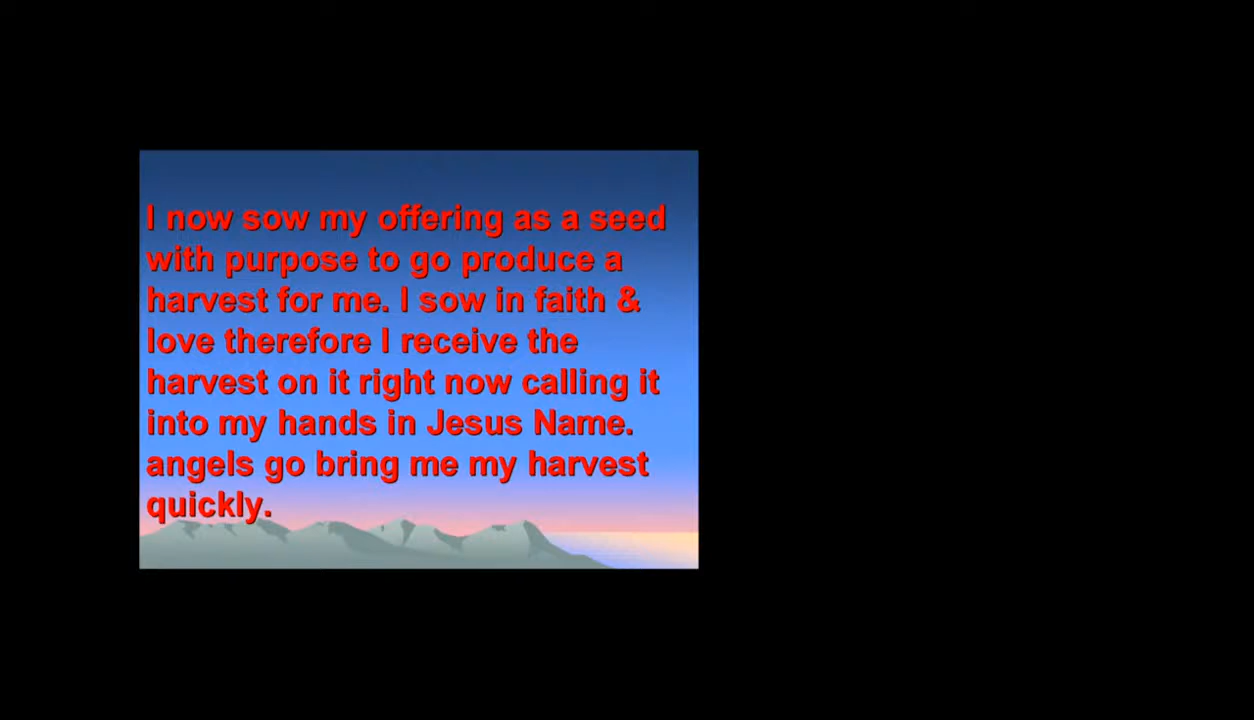 I now sow my offering as a seed
with purpose to go produce a
harvest for me. I sow in faith &
love therefore I receive the
harvest on it right now calling it
into my hands in Jesus Name.
angels go bring me my harvest
quickly.